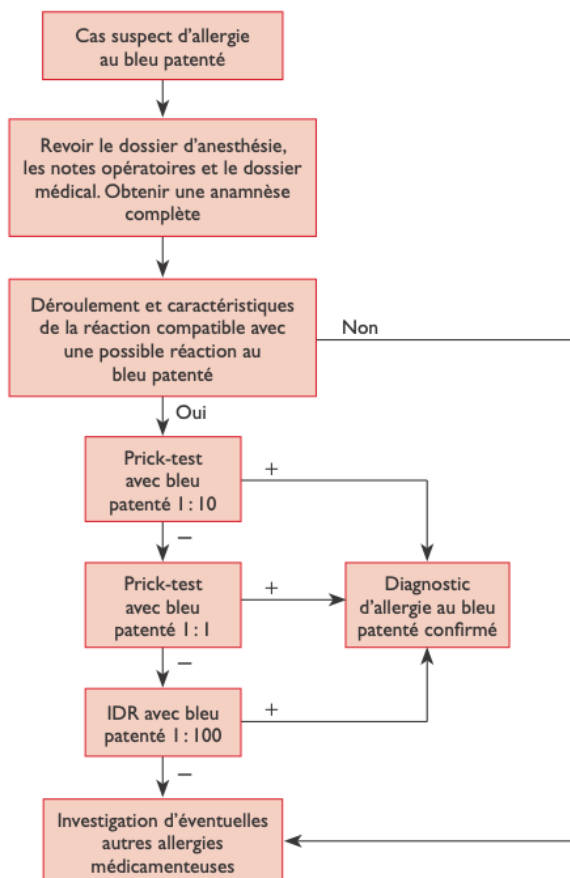 Cas suspect d'allergie
au bleu patenté
Revoir le dossier d'anesthésie,
les notes opératoires et le dossier
médical. Obtenir une anamnèse
complète
Déroulement et caractéristiques
de la réaction compatible avec
une possible réaction au
bleu patenté
Non
Oui
Prick-test
avec bleu
patenté 1 : 10
+
–
Prick-test
avec bleu
patenté 1 : 1
+
Diagnostic
d'allergie au bleu
patenté confirmé
–
IDR avec bleu
patenté 1 : 100
+
–
Investigation d'éventuelles
autres allergies
médicamenteuses